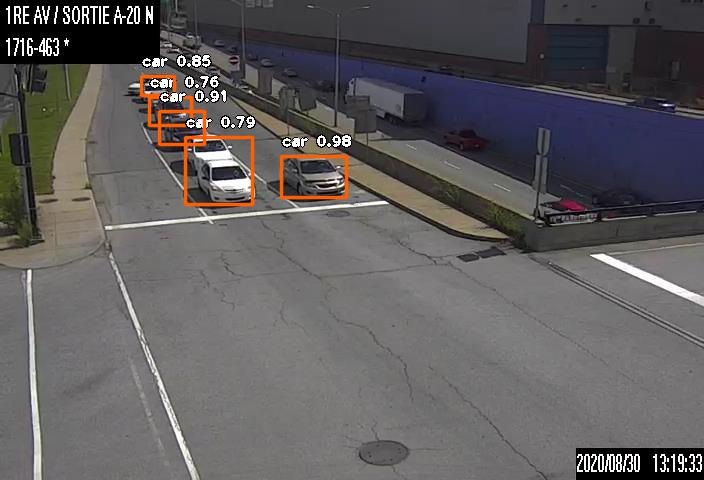 1RE AV / SORTIE A-20 N
1716-463 *
car 0.85
car 0.76
car 0.91
car 0.79
car 0.98
2020/08/30 13:19:33